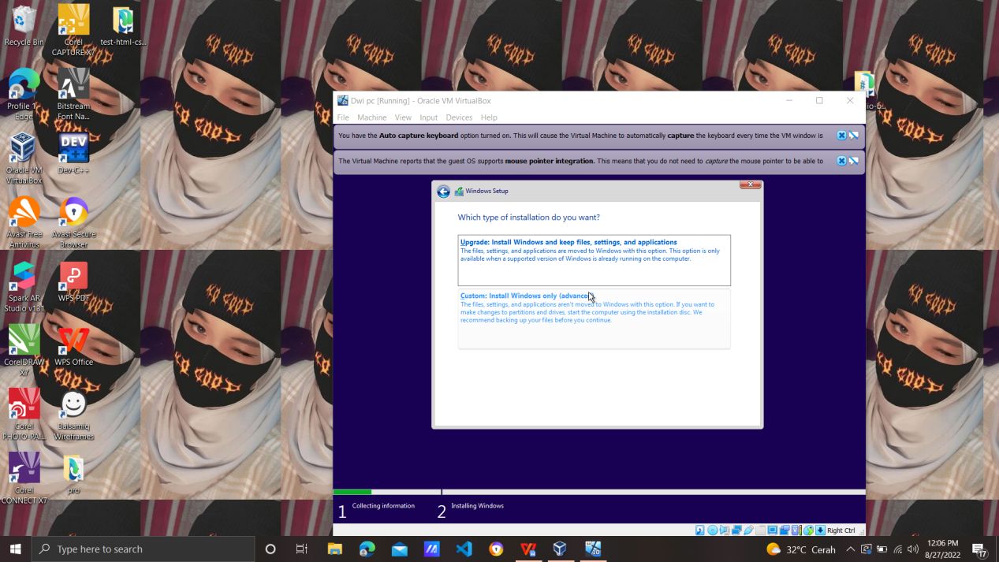 Recycle Bin
Corel
CAPTURE X7
test-html-cs...
Profile 1 -
Edge
Bitstream
Font Na...
Oracle VM
VirtualBox
DEV
Dev-C++
Avast Free
Antivirus
Avast Secure
Browser
Spark AR
Studio v131
WPS PDF
CorelDRAW
X7
WPS Office
Corel
PHOTO-PA...
Balsamiq
Wireframes
Corel
CONNECT X7
pro
Dwi pc [Running] - Oracle VM VirtualBox
File Machine View Input Devices Help
You have the Auto capture keyboard option turned on. This will cause the Virtual Machine to automatically capture the keyboard every time the VM window is
The Virtual Machine reports that the guest OS supports mouse pointer integration. This means that you do not need to capture the mouse pointer to be able to
Windows Setup
Which type of installation do you want?
Upgrade: Install Windows and keep files, settings, and applications
The files, settings, and applications are moved to Windows with this option. This option is only
available when a supported version of Windows is already running on the computer.
Custom: Install Windows only (advanced)
The files, settings, and applications aren't moved to Windows with this option. If you want to
make changes to partitions and drives, start the computer using the installation disc. We
recommend backing up your files before you continue.
1 Collecting information
2 Installing Windows
Right Ctrl
Type here to search
32°C Cerah
12:06 PM
8/27/2022
17